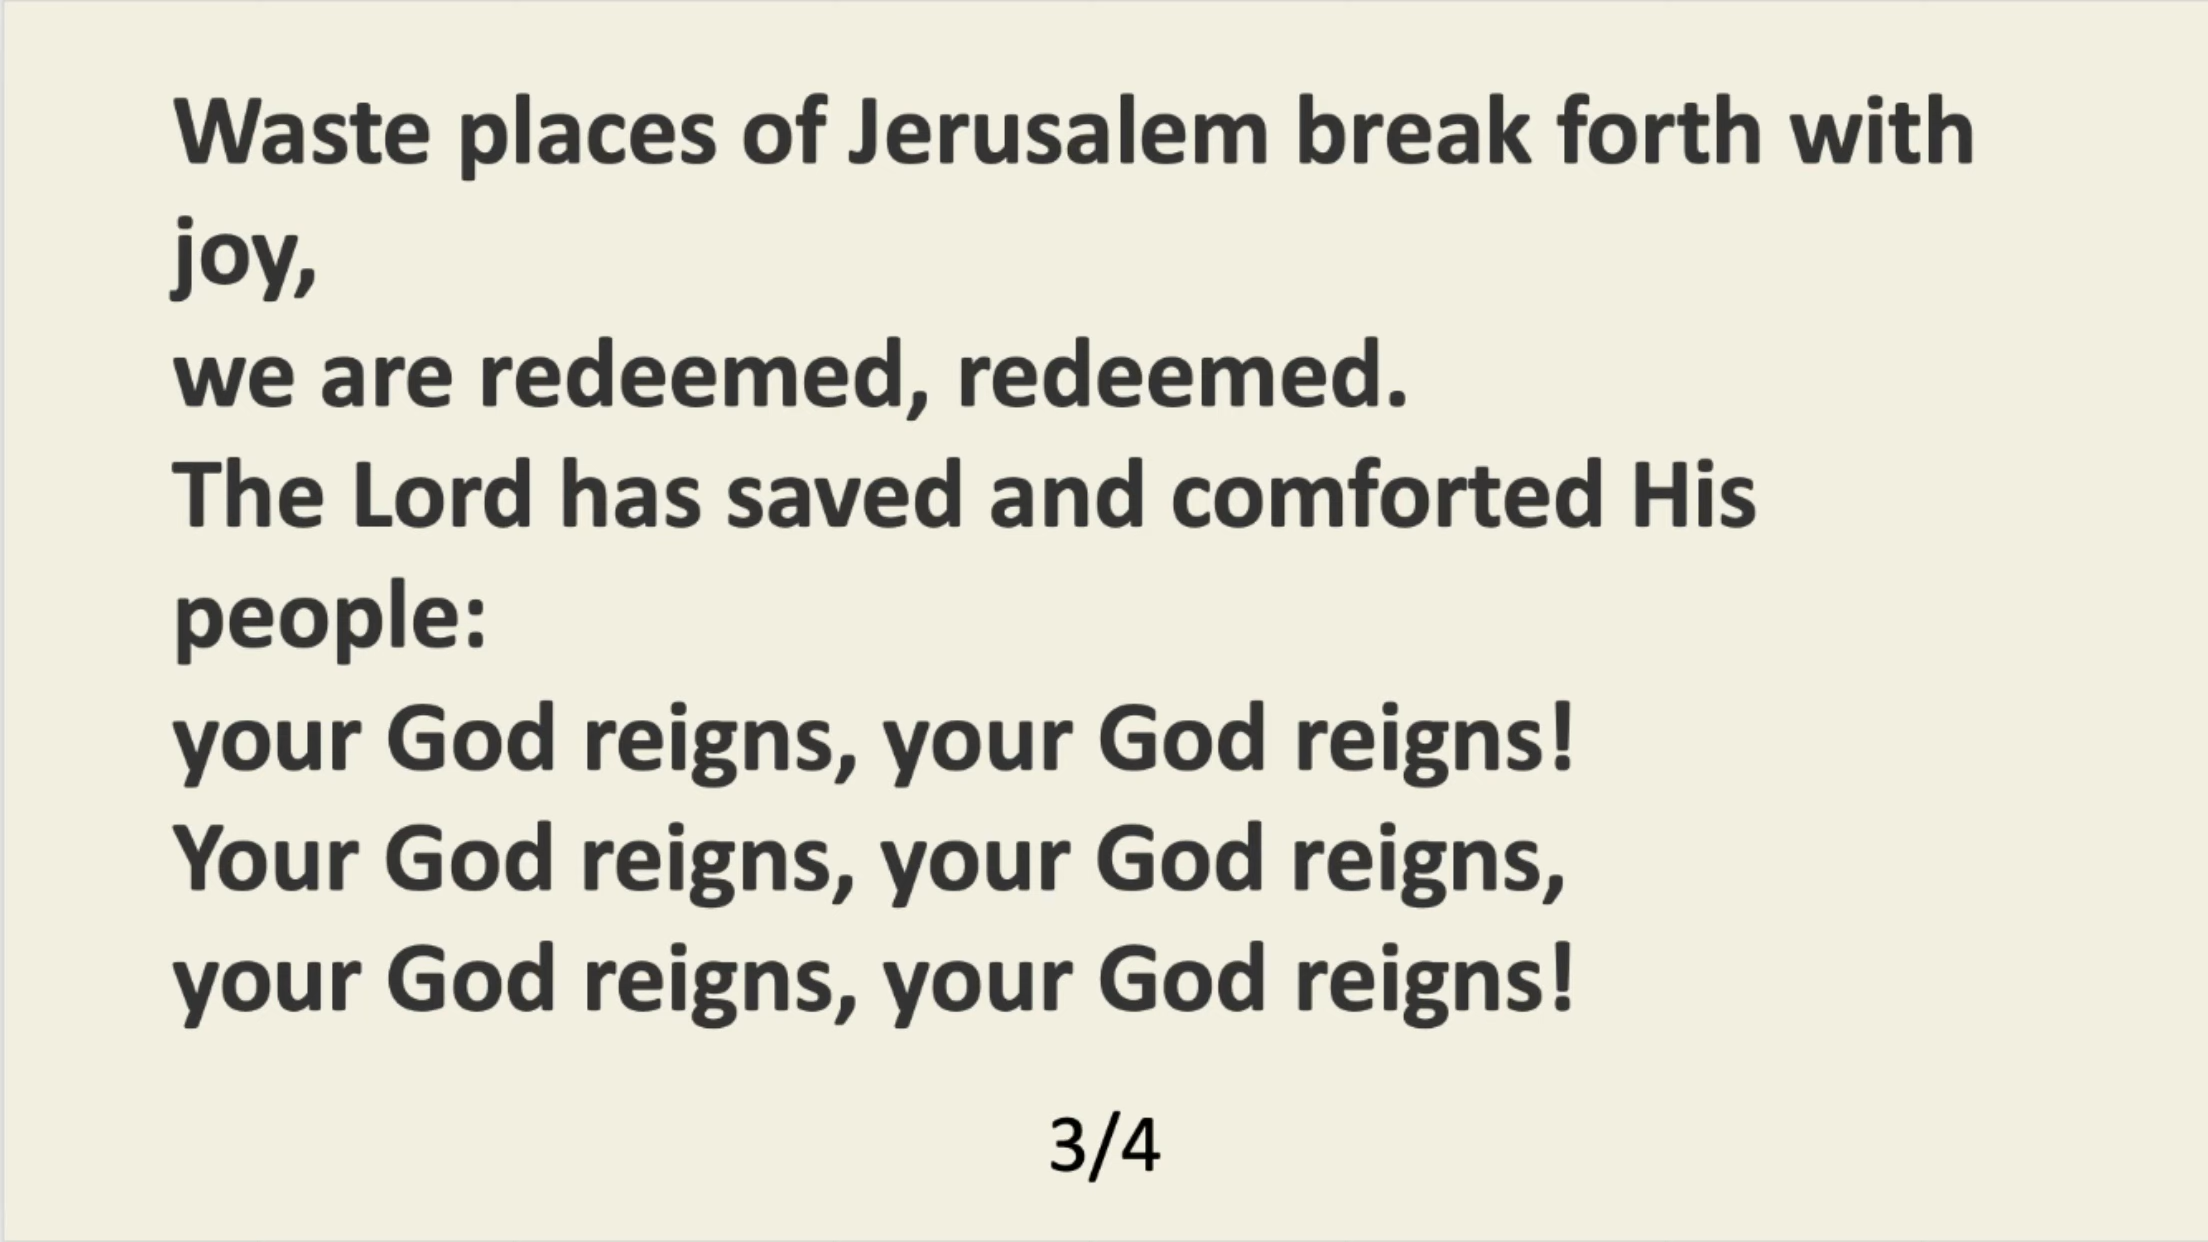 Waste places of Jerusalem break forth with
joy,
we are redeemed, redeemed.
The Lord has saved and comforted His
people:
your God reigns, your God reigns!
Your God reigns, your God reigns,
your God reigns, your God reigns!
3/4